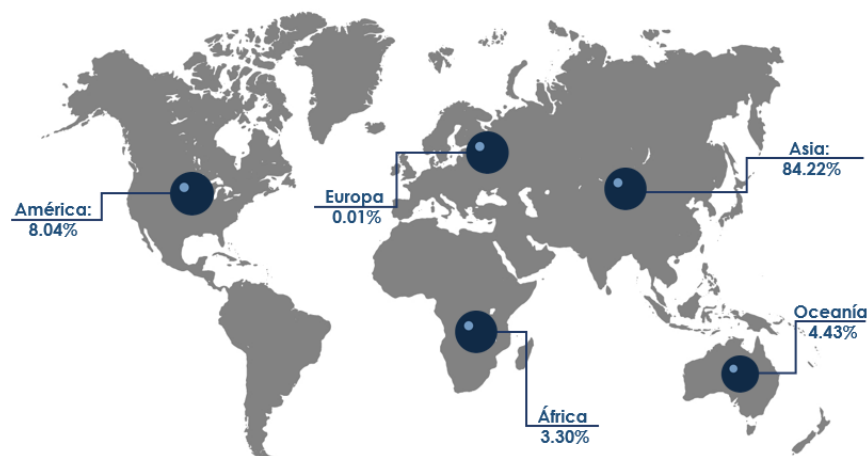 América:
8.04%
Europa
0.01%
Asia:
84.22%
Oceanía
4.43%
África
3.30%